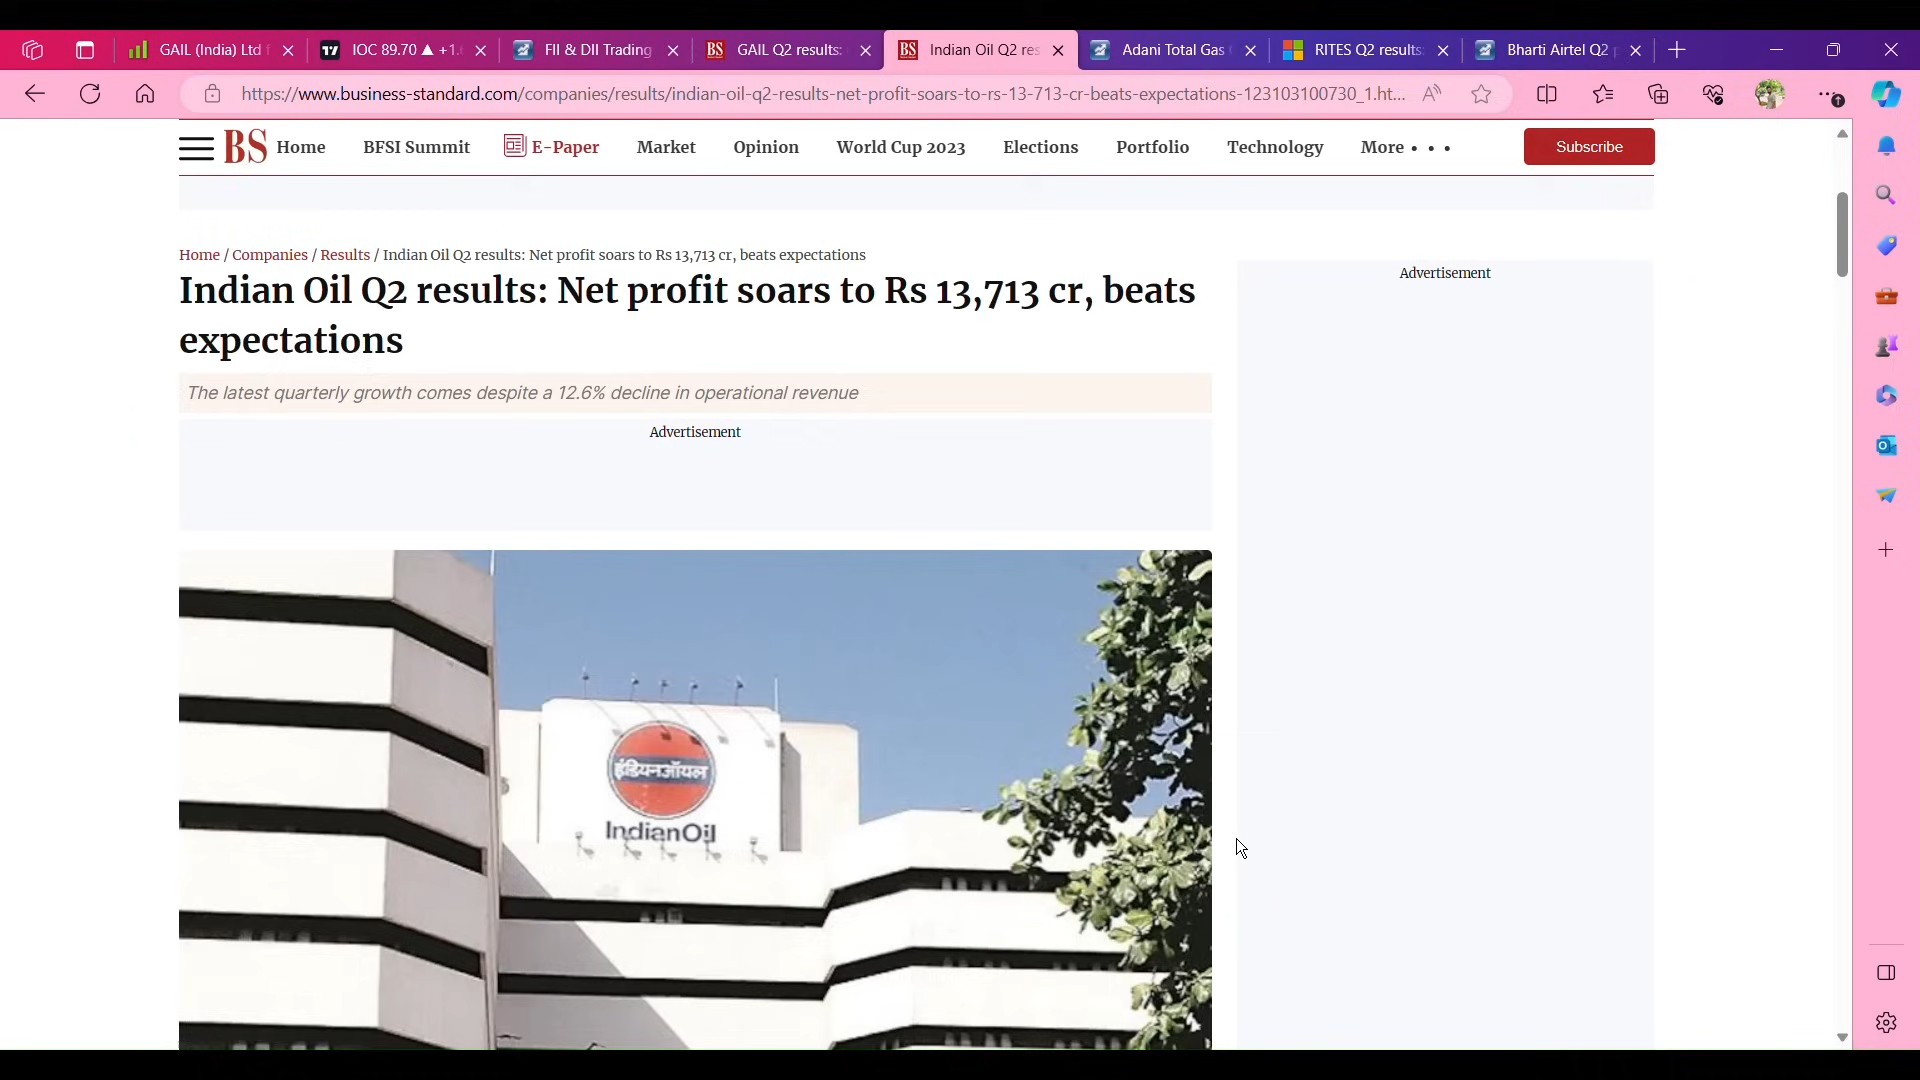 GAIL (India) Ltd
IOC 89.70 ▲ +1.
FII & DII Trading
BS GAIL Q2 results:
BS Indian Oil Q2 res
Adani Total Gas
RITES Q2 results:
Bharti Airtel Q2 p
https://www.business-standard.com/companies/results/indian-oil-q2-results-net-profit-soars-to-rs-13-713-cr-beats-expectations-123103100730_1.ht...
BS Home BFSI Summit E-Paper Market Opinion World Cup 2023 Elections Portfolio Technology More • • • Subscribe
Home / Companies / Results / Indian Oil Q2 results: Net profit soars to Rs 13,713 cr, beats expectations
Indian Oil Q2 results: Net profit soars to Rs 13,713 cr, beats
expectations
The latest quarterly growth comes despite a 12.6% decline in operational revenue
Advertisement
Advertisement
इंडियनऑयल
IndianOil